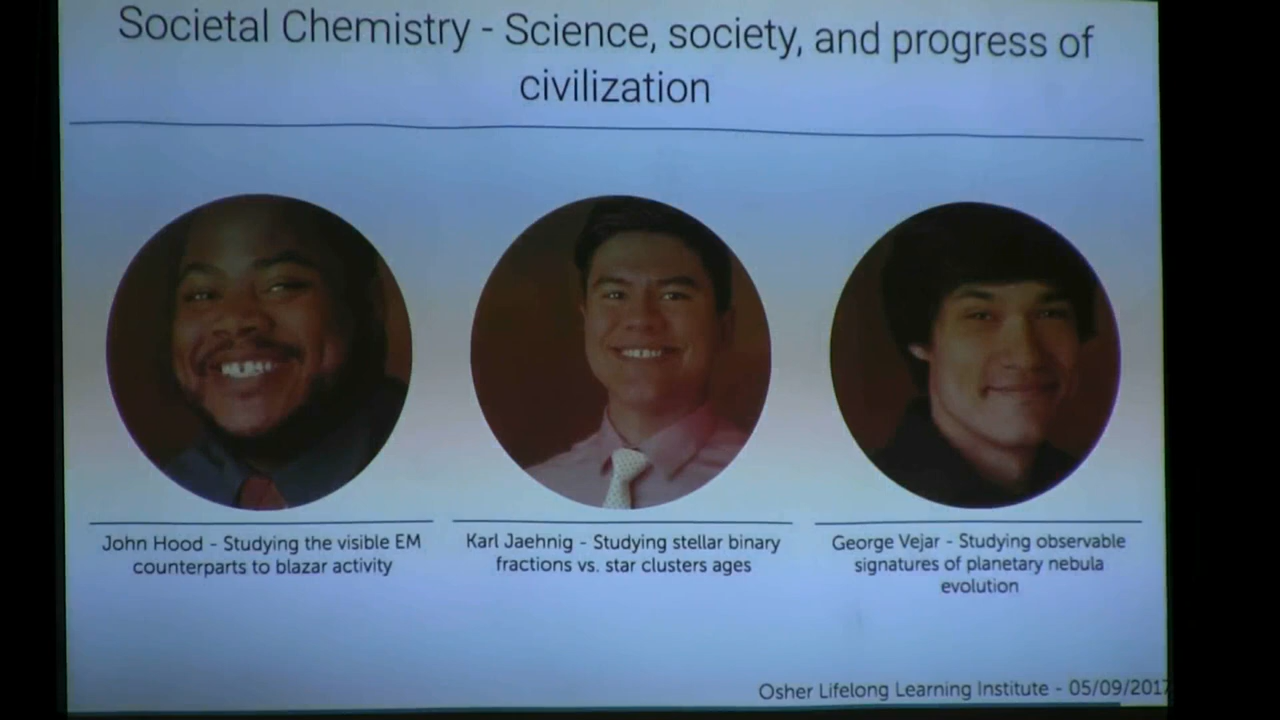 Societal Chemistry - Science, society, and progress of
civilization
John Hood - Studying the visible EM
counterparts to blazar activity
Karl Jaehnig - Studying stellar binary
fractions vs. star clusters ages
George Vejar - Studying observable
signatures of planetary nebula
evolution
Osher Lifelong Learning Institute - 05/09/2017